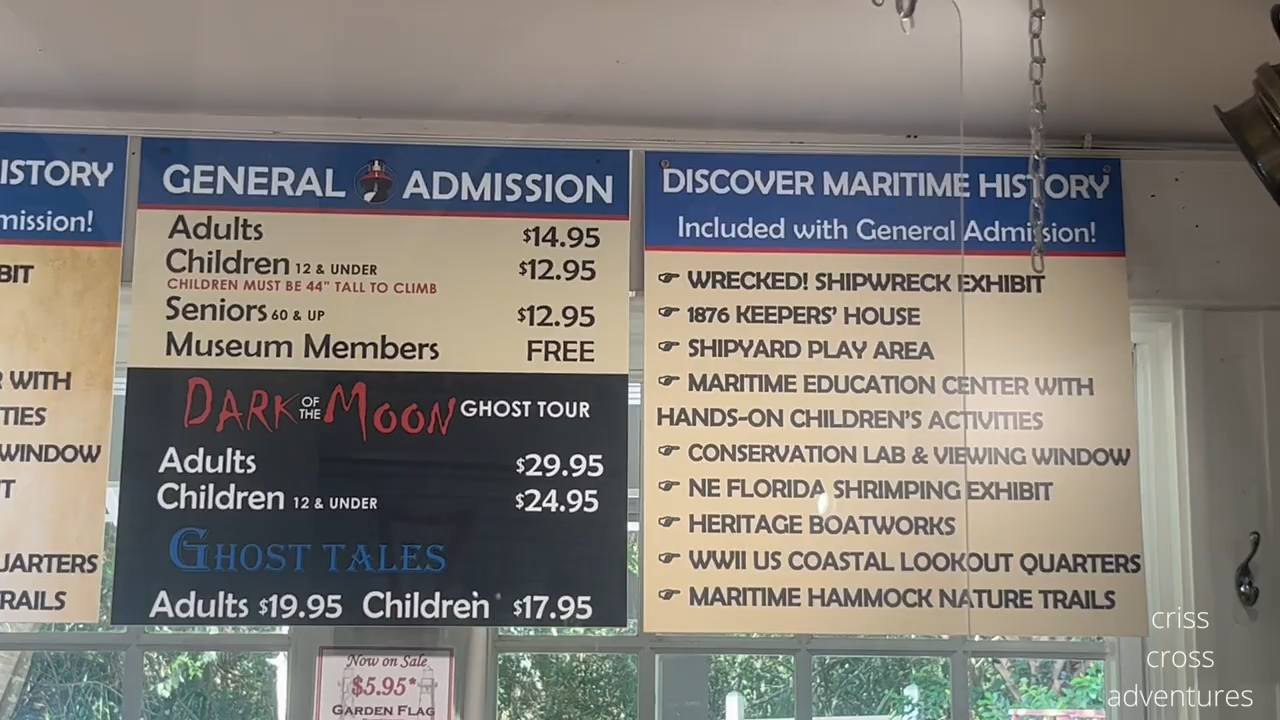 ISTORY
mission!
BIT
R WITH
TIES
WINDOW
T
UARTERS
RAILS
GENERAL ADMISSION
Adults $14.95
Children 12 & UNDER $12.95
CHILDREN MUST BE 44" TALL TO CLIMB
Seniors 60 & UP $12.95
Museum Members FREE
DARK OF THE MOON GHOST TOUR
Adults $29.95
Children 12 & UNDER $24.95
GHOST TALES
Adults $19.95 Children $17.95
Now on Sale
$5.95*
GARDEN FLAG
DISCOVER MARITIME HISTORY
Included with General Admission!
☞ WRECKED! SHIPWRECK EXHIBIT
☞ 1876 KEEPERS' HOUSE
☞ SHIPYARD PLAY AREA
☞ MARITIME EDUCATION CENTER WITH
HANDS-ON CHILDREN'S ACTIVITIES
☞ CONSERVATION LAB & VIEWING WINDOW
☞ NE FLORIDA SHRIMPING EXHIBIT
☞ HERITAGE BOATWORKS
☞ WWII US COASTAL LOOKOUT QUARTERS
☞ MARITIME HAMMOCK NATURE TRAILS
criss
cross
adventures